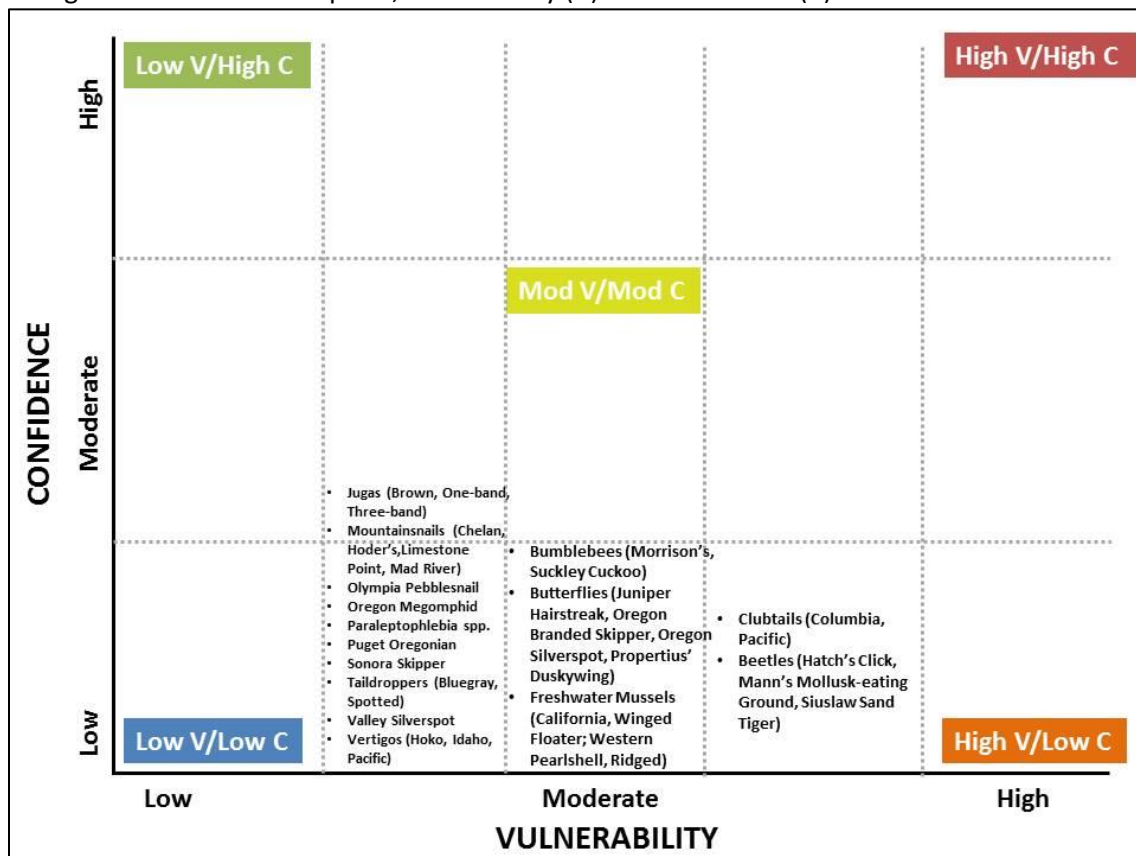 Low V/High C
High V/High C
High
Mod V/Mod C
CONFIDENCE
Moderate
• Jugas (Brown, One-band,
Three-band)
• Mountainsnails (Chelan,
Hoder's,Limestone
Point, Mad River)
• Olympia Pebblesnail
• Oregon Megomphid
• Paraleptophlebia spp.
• Puget Oregonian
• Sonora Skipper
• Taildroppers (Bluegray,
Spotted)
• Valley Silverspot
• Vertigos (Hoko, Idaho,
Pacific)
• Bumblebees (Morrison's,
Suckley Cuckoo)
• Butterflies (Juniper
Hairstreak, Oregon
Branded Skipper, Oregon
Silverspot, Propertius'
Duskywing)
• Freshwater Mussels
(California, Winged
Floater; Western
Pearlshell, Ridged)
• Clubtails (Columbia,
Pacific)
• Beetles (Hatch's Click,
Mann's Mollusk-eating
Ground, Siuslaw Sand
Tiger)
Low
Low V/Low C
High V/Low C
Low
Moderate
High
VULNERABILITY